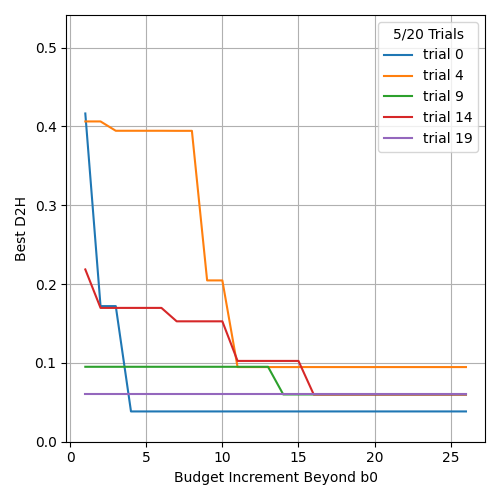 5/20 Trials
trial 0
trial 4
trial 9
trial 14
trial 19
Best D2H
0.5
0.4
0.3
0.2
0.1
0.0
0 5 10 15 20 25
Budget Increment Beyond b0